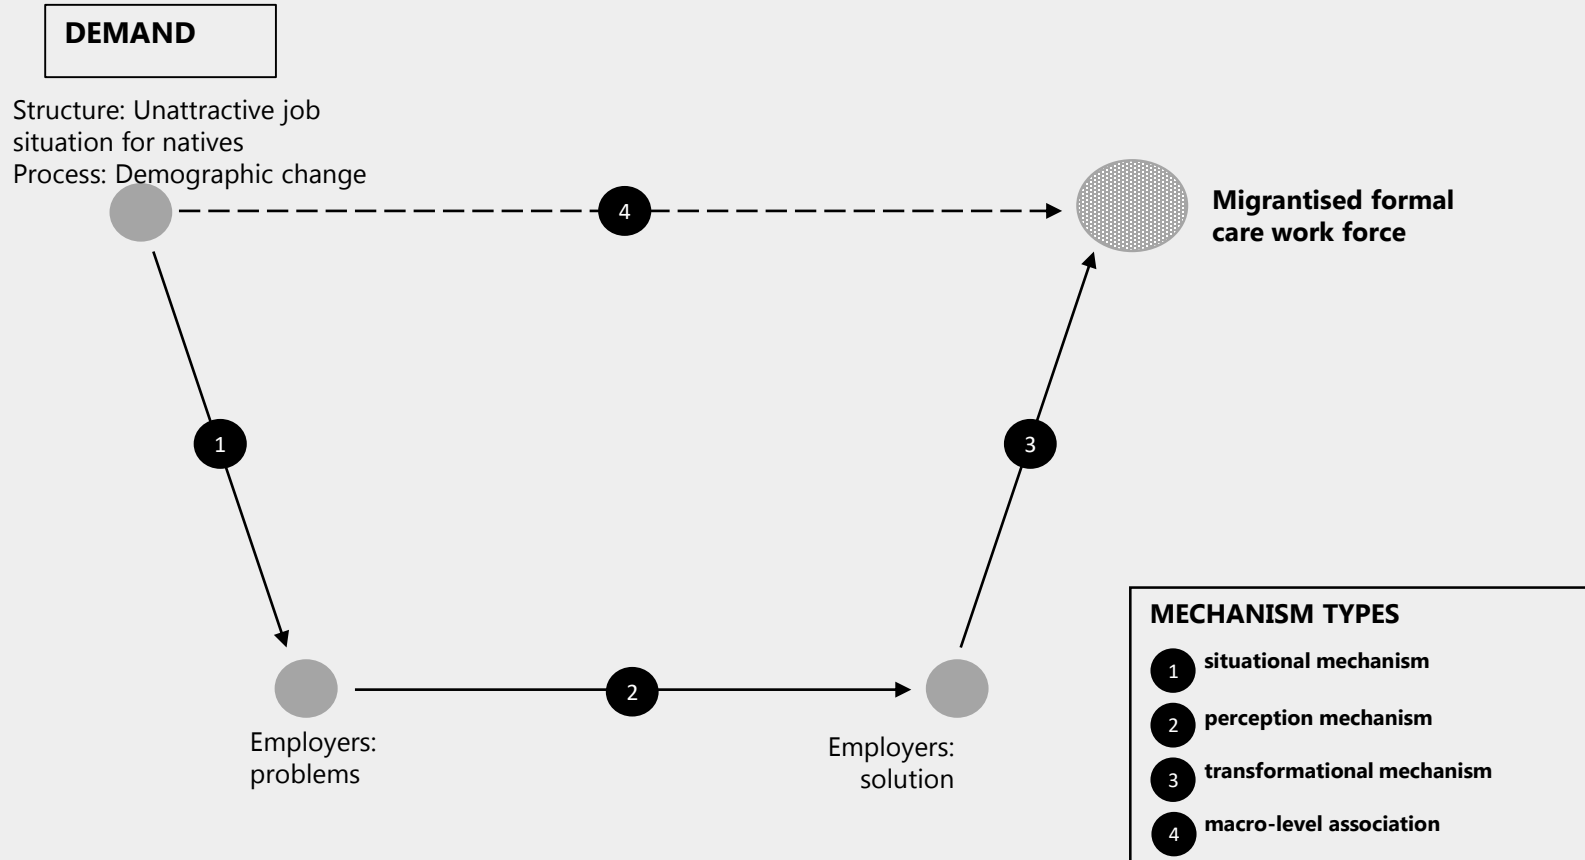 DEMAND
Structure: Unattractive job
situation for natives
Process: Demographic change
4
Migrantised formal
care work force
1
3
2
Employers:
problems
Employers:
solution
MECHANISM TYPES
1 situational mechanism
2 perception mechanism
3 transformational mechanism
4 macro-level association